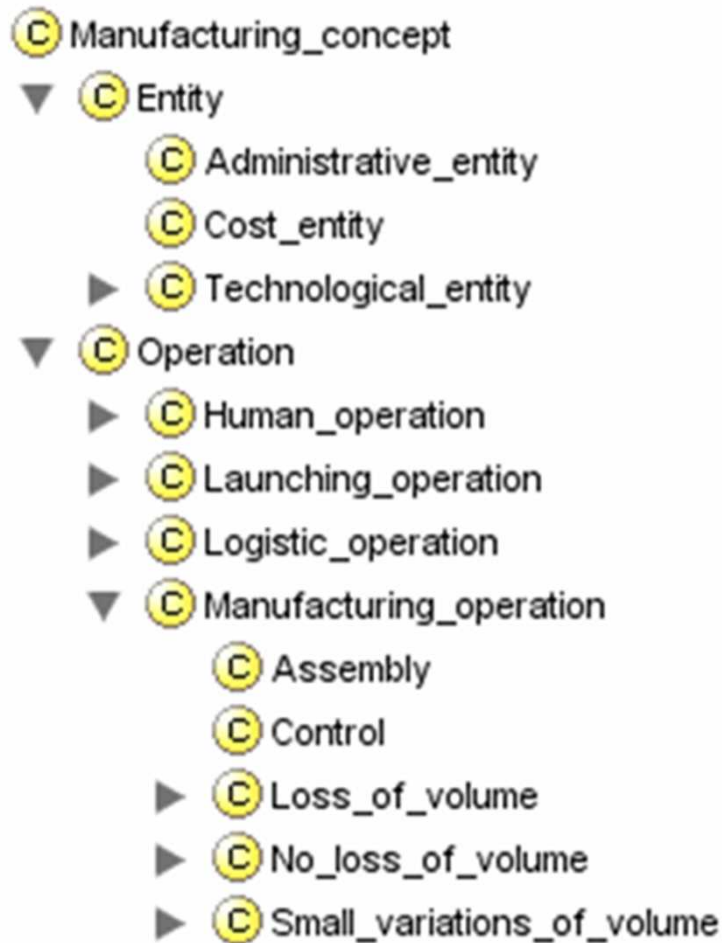 C Manufacturing_concept
C Entity
C Administrative_entity
C Cost_entity
C Technological_entity
C Operation
C Human_operation
C Launching_operation
C Logistic_operation
C Manufacturing_operation
C Assembly
C Control
C Loss_of_volume
C No_loss_of_volume
C Small_variations_of_volume